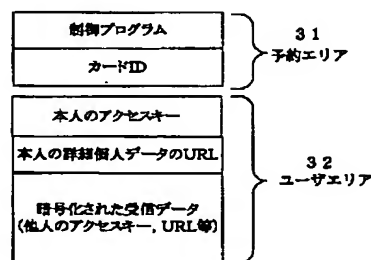 制御プログラム
カードID
31
予約エリア
本人のアクセスキー
本人の詳細個人データのURL
暗号化された受信データ
(他人のアクセスキー, URL等)
32
ユーザエリア